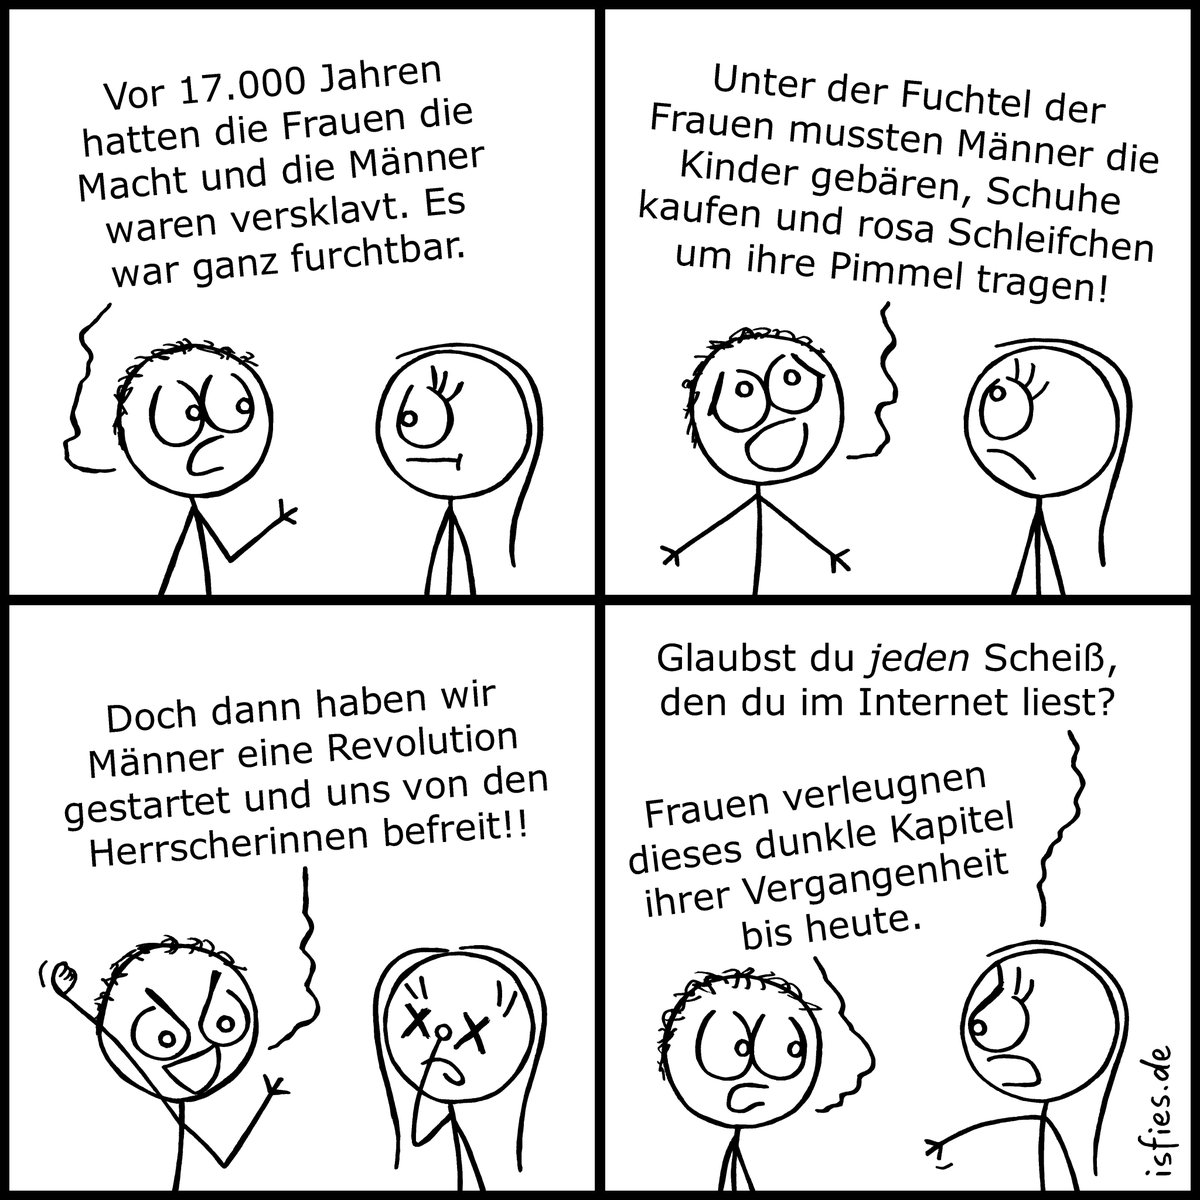 Vor 17.000 Jahren
hatten die Frauen die
Macht und die Männer
waren versklavt. Es
war ganz furchtbar.
Unter der Fuchtel der
Frauen mussten Männer die
Kinder gebären, Schuhe
kaufen und rosa Schleifchen
um ihre Pimmel tragen!
Doch dann haben wir
Männer eine Revolution
gestartet und uns von den
Herrscherinnen befreit!!
Glaubst du jeden Scheiß,
den du im Internet liest?
Frauen verleugnen
dieses dunkle Kapitel
ihrer Vergangenheit
bis heute.
isfies.de